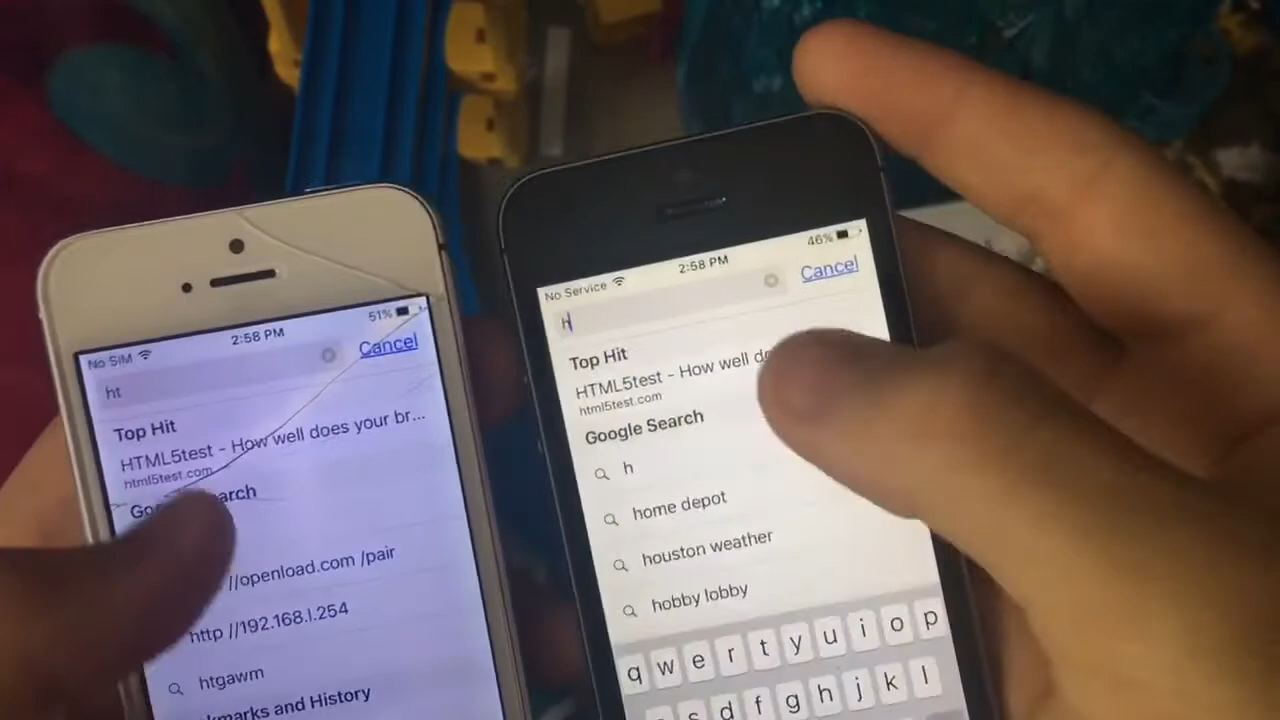 No SIM
2:58 PM
51%
ht
Cancel
Top Hit
HTML5test - How well does your br...
html5test.com
Google Search
//openload.com /pair
http //192.168.l.254
htgawm
kmarks and History
No Service
2:58 PM
46%
H
Cancel
Top Hit
HTML5test - How well do
html5test.com
Google Search
h
home depot
houston weather
hobby lobby
q w e r t y u i o p
s d f g h j k l